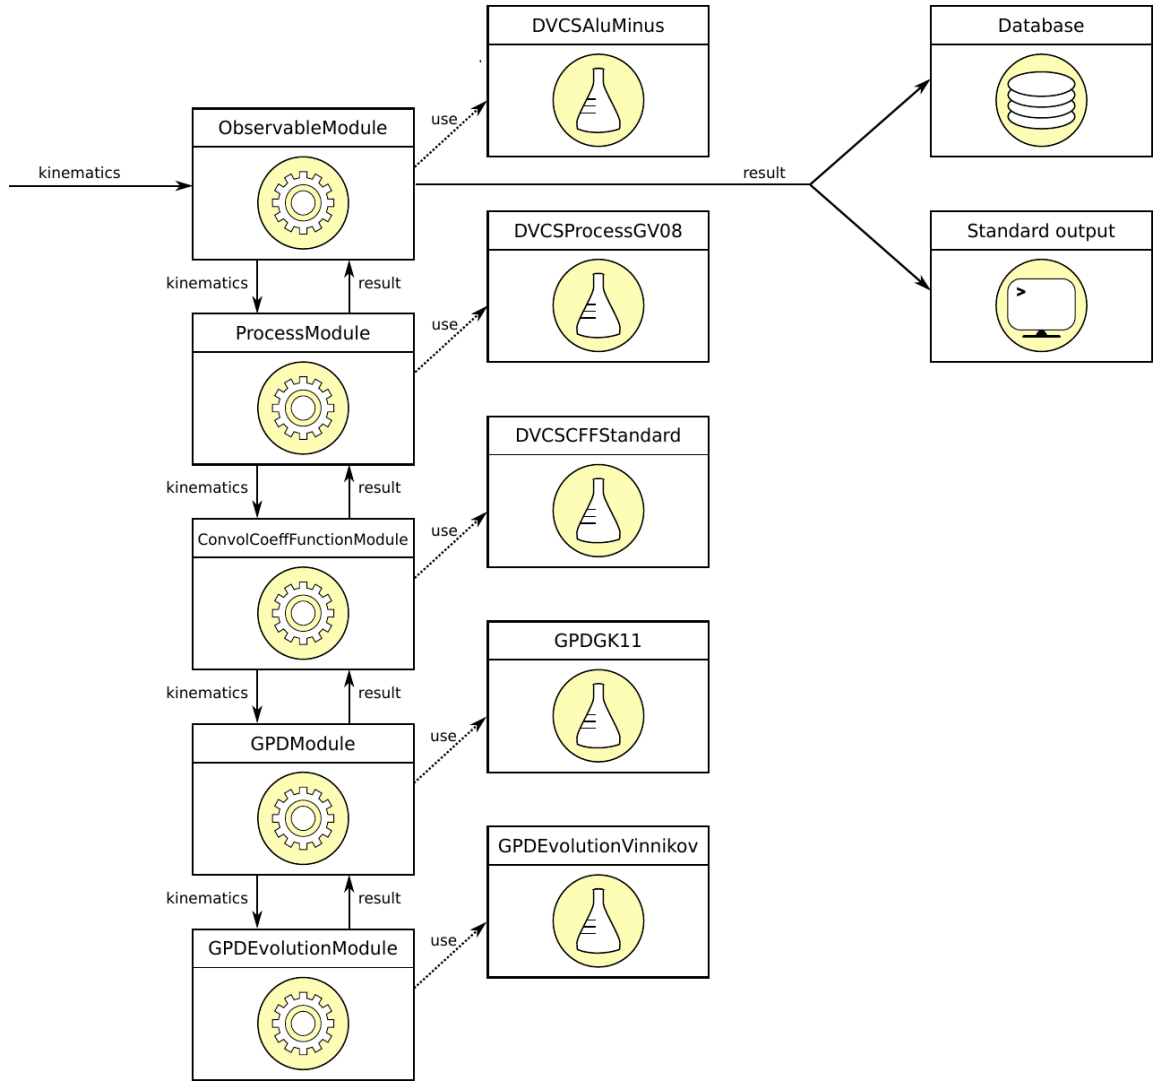 DVCSAluMinus
Database
use
ObservableModule
kinematics
result
DVCSProcessGV08
Standard output
kinematics
result
>
use
ProcessModule
DVCSCFFStandard
kinematics
result
use
ConvolCoeffFunctionModule
GPDGK11
kinematics
result
use
GPDModule
GPDEvolutionVinnikov
kinematics
result
use
GPDEvolutionModule